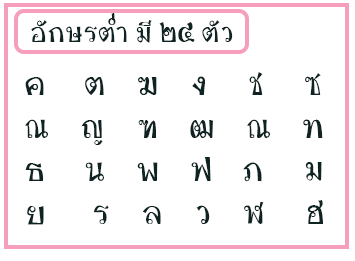 อักษรต่ำ มี ๒๔ ตัว
ค ต ฆ ง ช ซ
ณ ญ ฑ ฒ ณ ท
ธ น พ ฟ ภ ม
ย ร ล ว ฬ ฮ